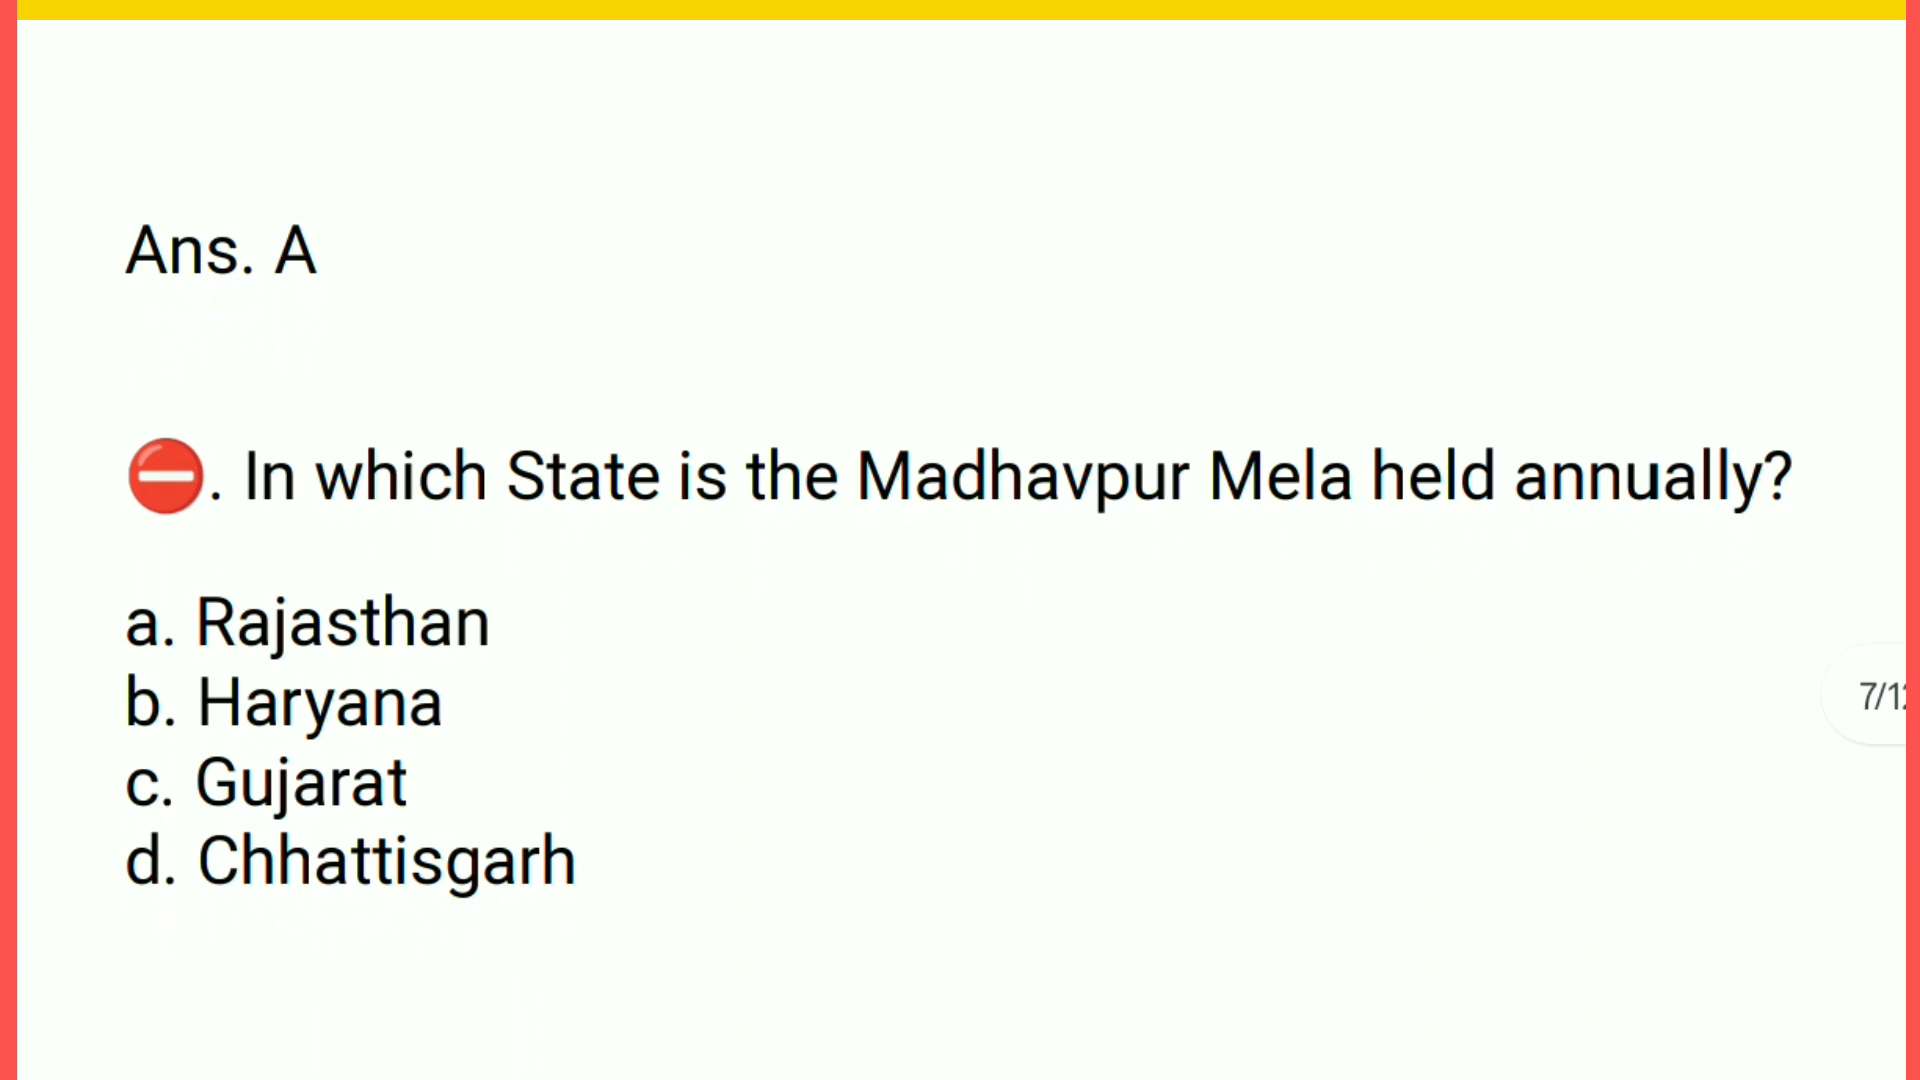 Ans. A
⛔. In which State is the Madhavpur Mela held annually?
a. Rajasthan
b. Haryana
c. Gujarat
d. Chhattisgarh